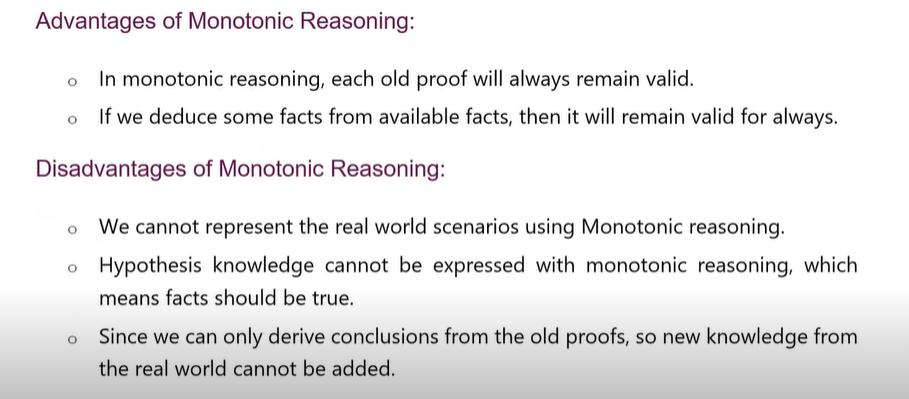 Advantages of Monotonic Reasoning:
o In monotonic reasoning, each old proof will always remain valid.
o If we deduce some facts from available facts, then it will remain valid for always.
Disadvantages of Monotonic Reasoning:
o We cannot represent the real world scenarios using Monotonic reasoning.
o Hypothesis knowledge cannot be expressed with monotonic reasoning, which
means facts should be true.
o Since we can only derive conclusions from the old proofs, so new knowledge from
the real world cannot be added.